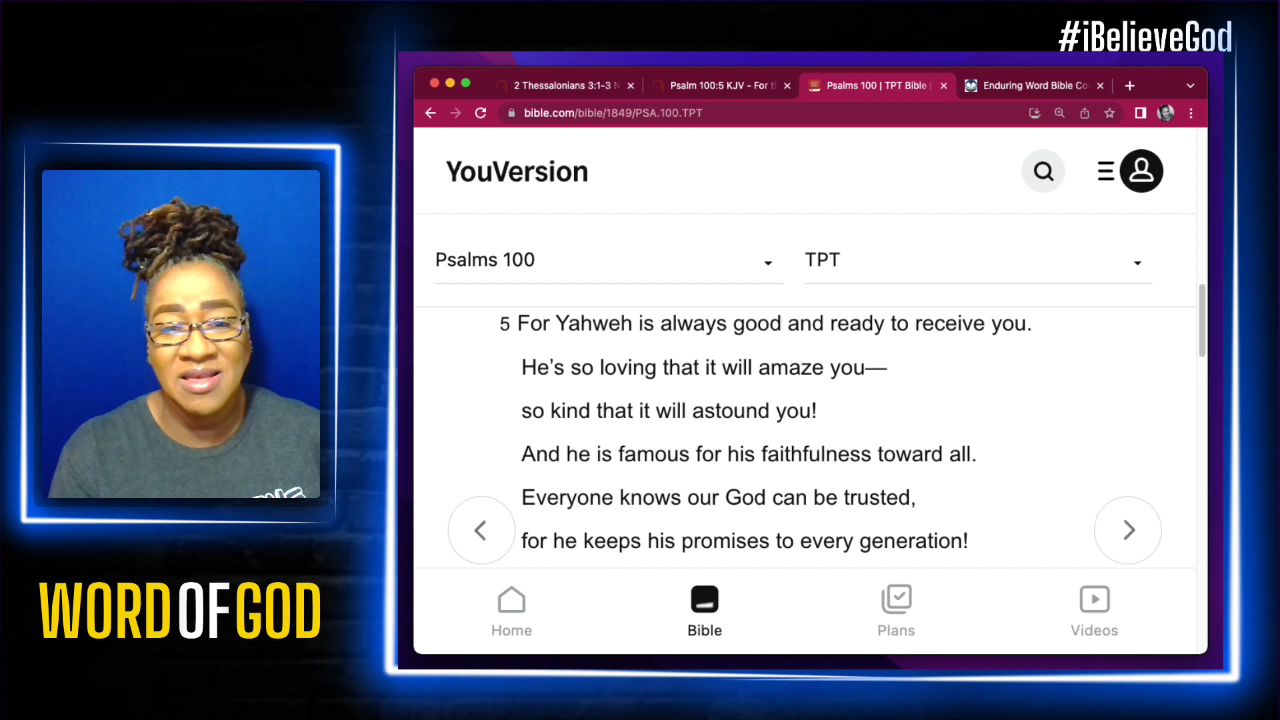 #iBelieveGod
2 Thessalonians 3:1-3 N
Psalm 100:5 KJV - For th
Psalms 100 | TPT Bible |
Enduring Word Bible Co
bible.com/bible/1849/PSA.100.TPT
YouVersion
Psalms 100
TPT
5 For Yahweh is always good and ready to receive you.
He’s so loving that it will amaze you—
so kind that it will astound you!
And he is famous for his faithfulness toward all.
Everyone knows our God can be trusted,
for he keeps his promises to every generation!
Home
Bible
Plans
Videos
WORD OF GOD